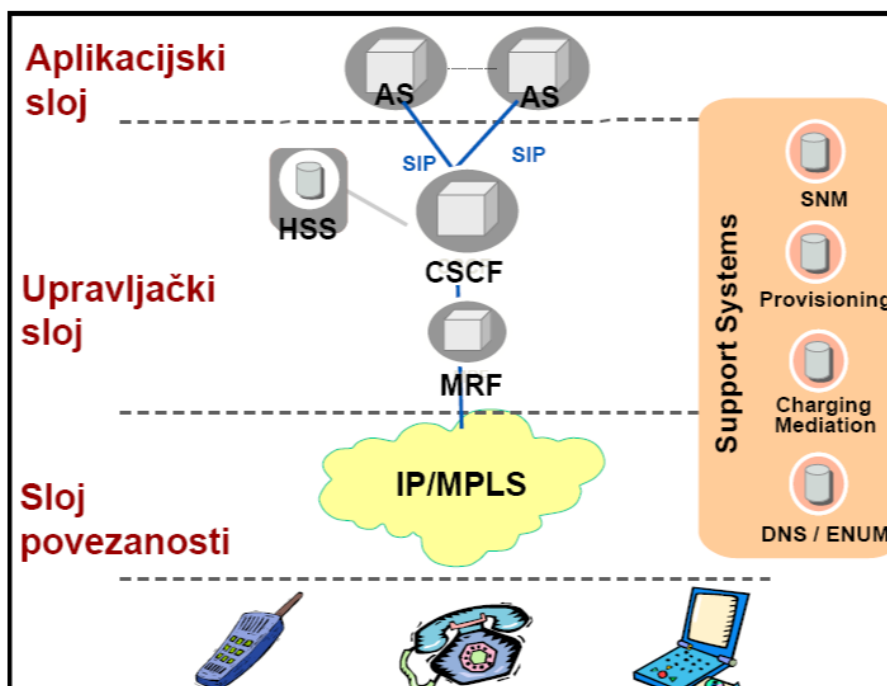 Aplikacijski
sloj
AS
AS
SIP
SIP
HSS
CSCF
Upravljački
sloj
MRF
IP/MPLS
Sloj
povezanosti
Support Systems
SNM
Provisioning
Charging
Mediation
DNS / ENUM